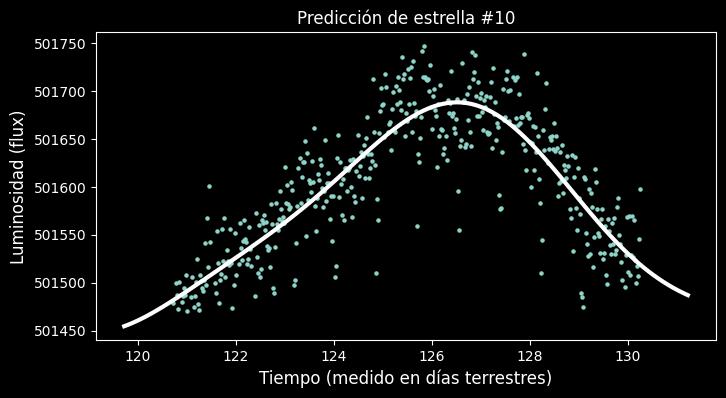 Predicción de estrella #10
Luminosidad (flux)
501750
501700
501650
501600
501550
501500
501450
120 122 124 126 128 130
Tiempo (medido en días terrestres)